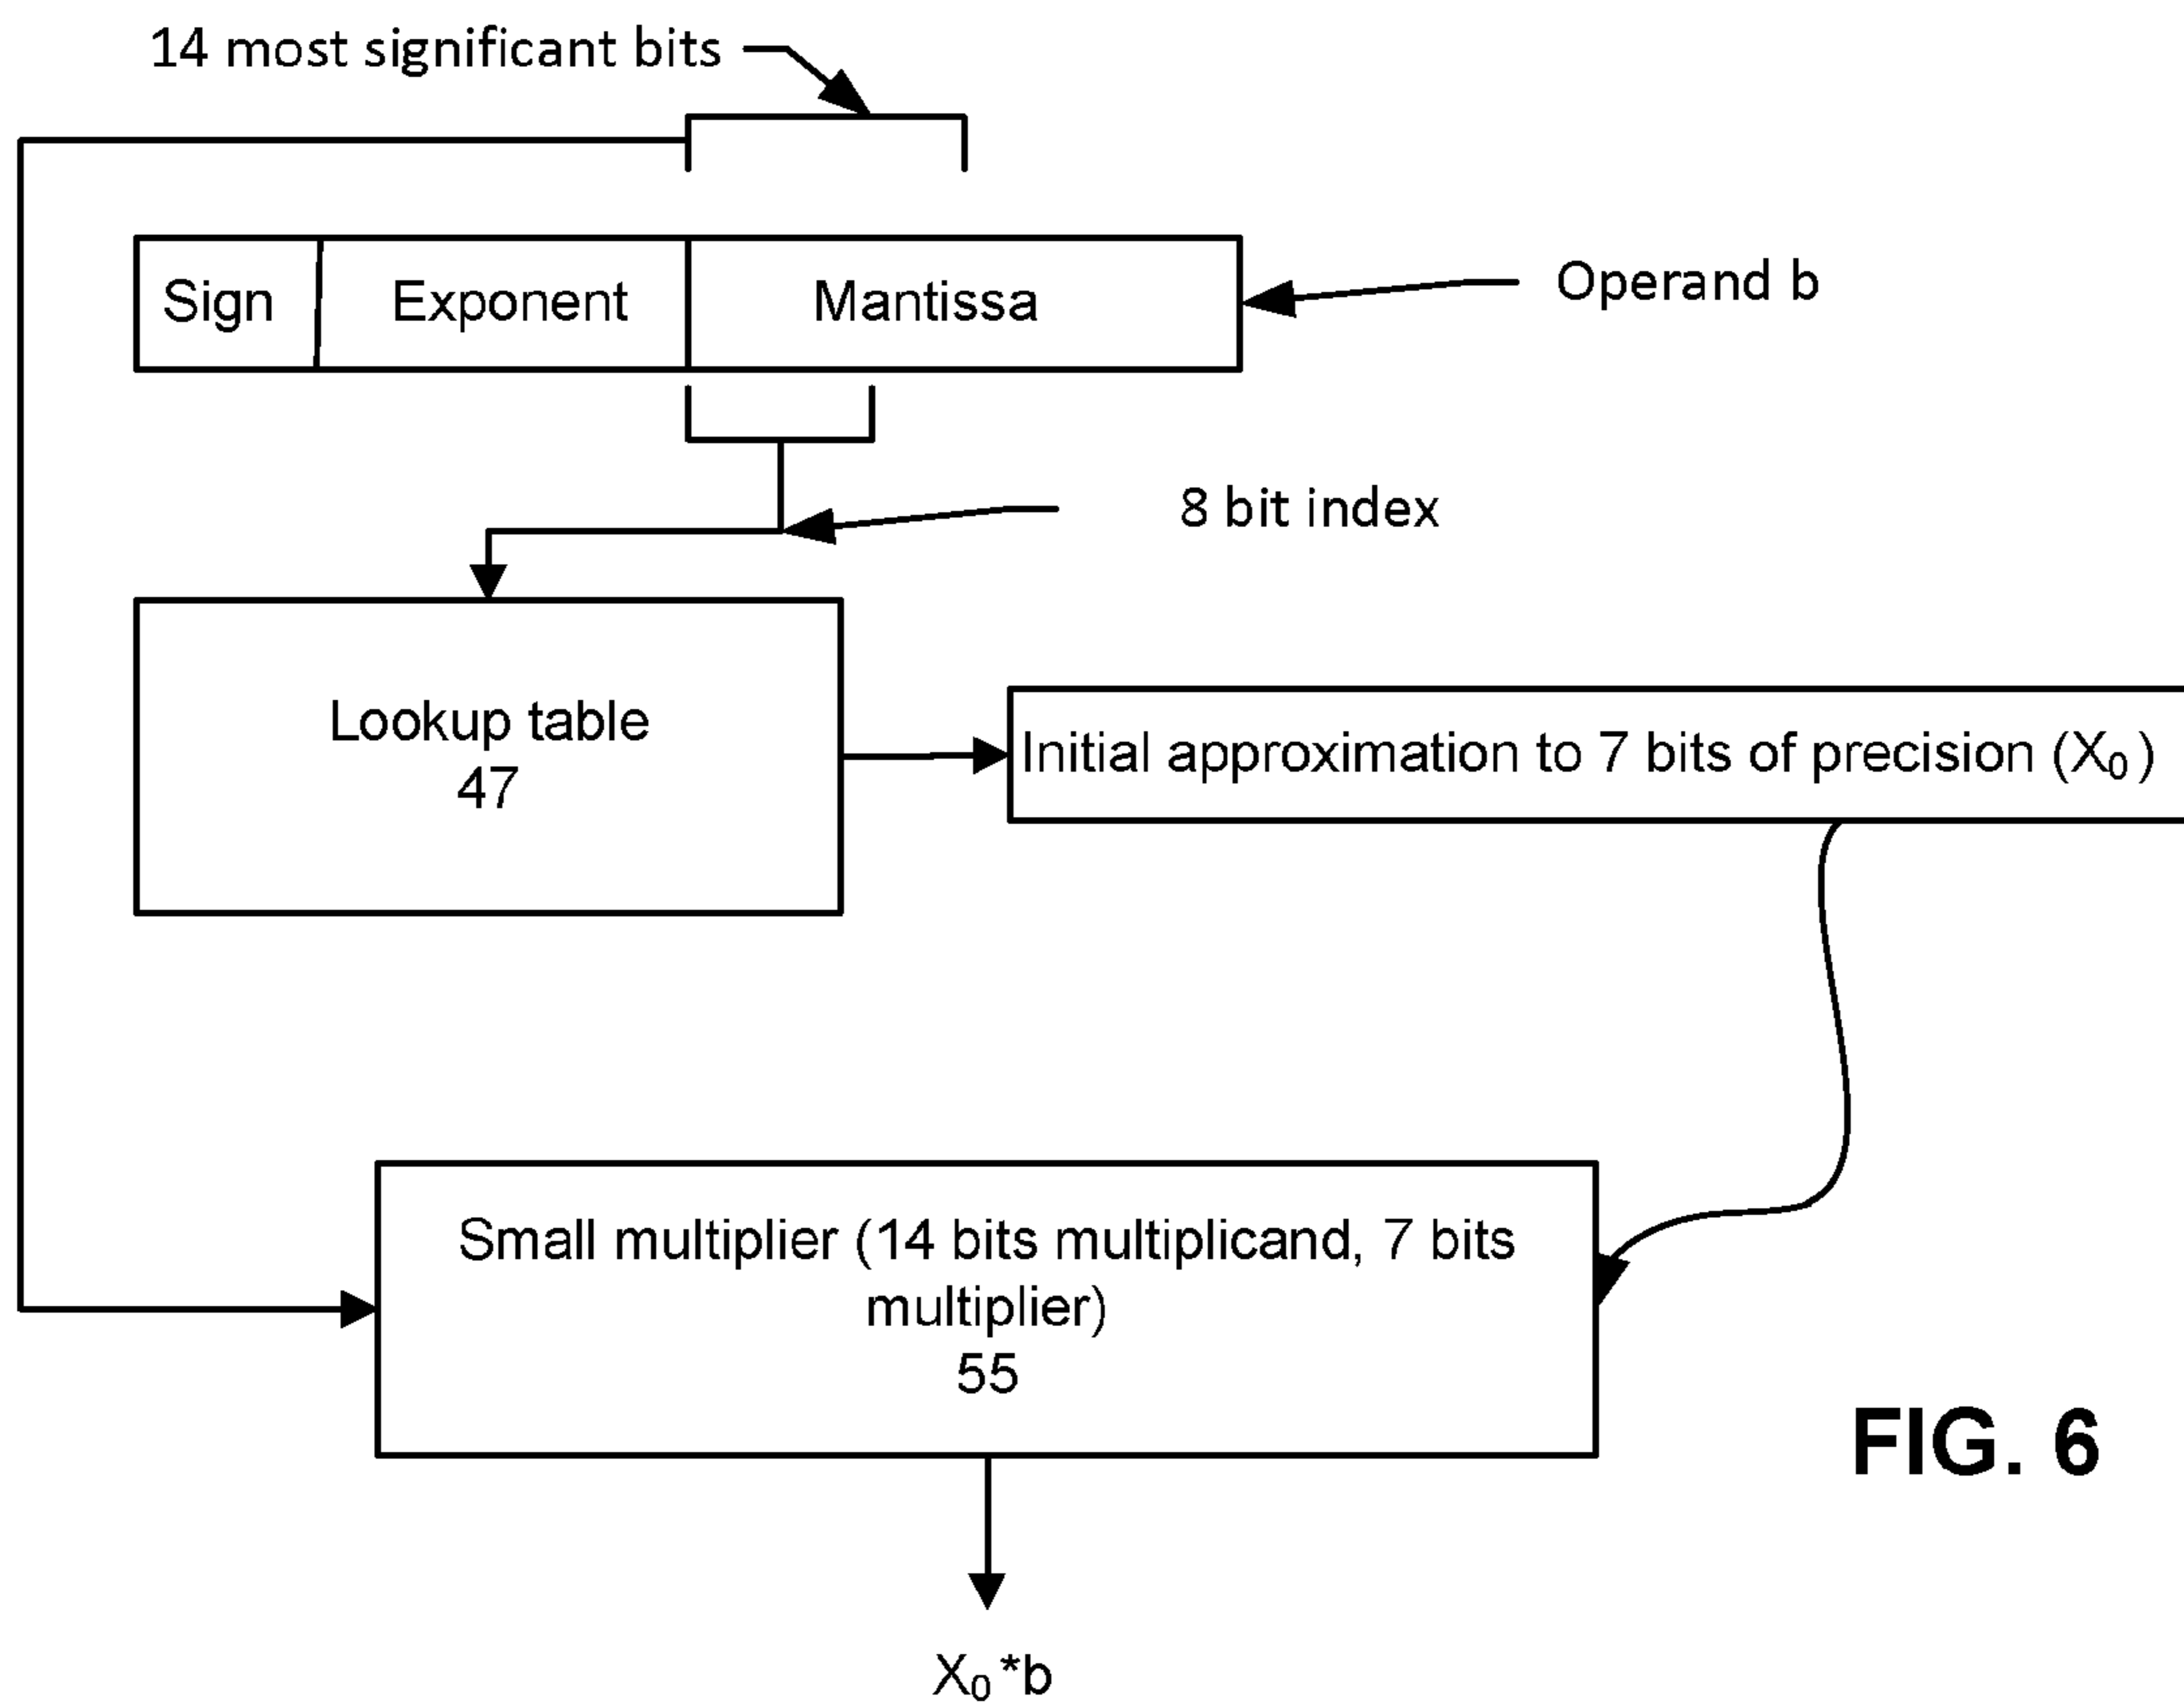 14 most significant bits
Sign
Exponent
Mantissa
Operand b
8 bit index
Lookup table
47
Initial approximation to 7 bits of precision (X₀)
Small multiplier (14 bits multiplicand, 7 bits
multiplier)
55
FIG. 6
X₀*b